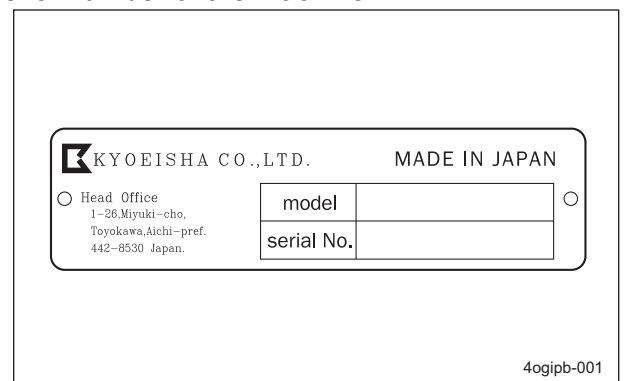 KYOEISHA CO.,LTD.
MADE IN JAPAN
Head Office
1-26,Miyuki-cho,
Toyokawa,Aichi-pref.
442-8530 Japan.
model
serial No.
4ogipb-001